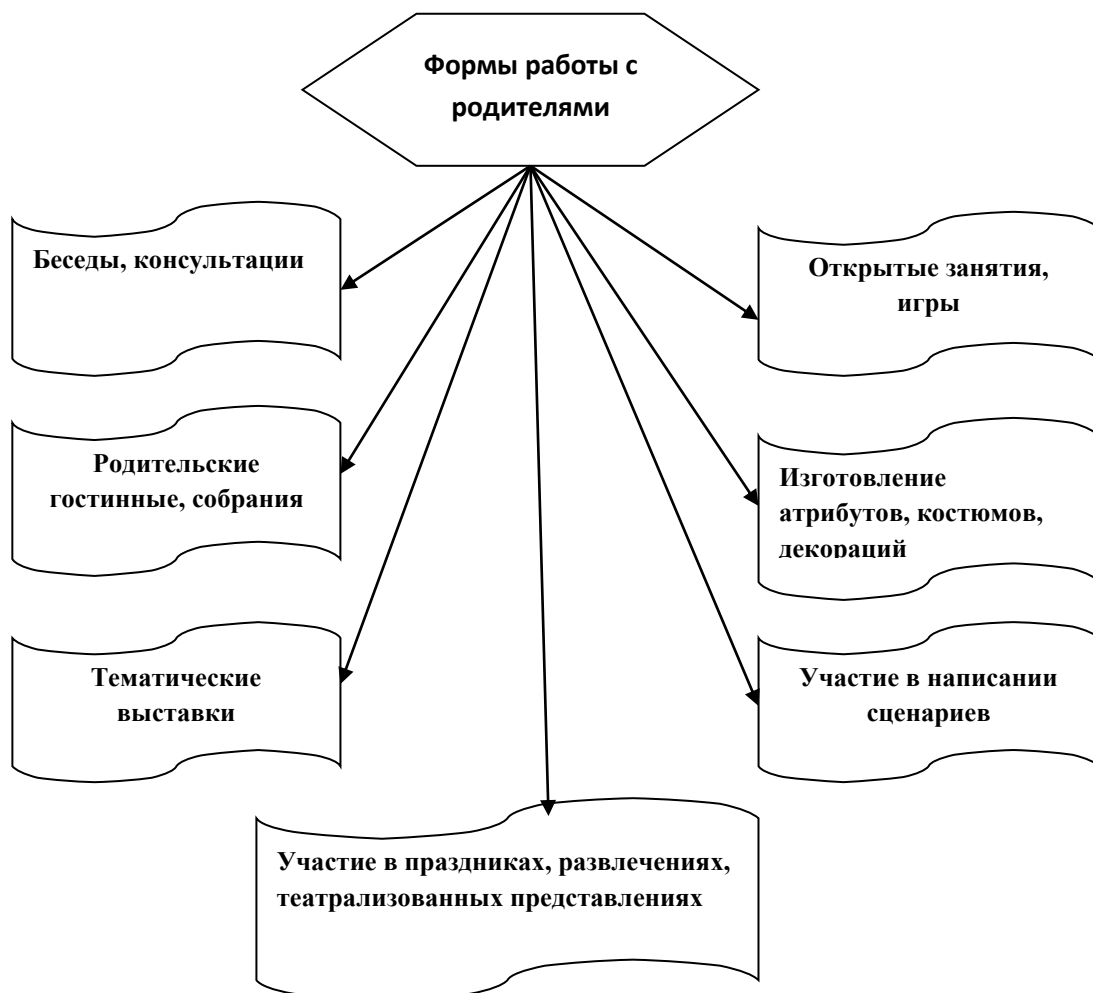 Формы работы с
родителями
Беседы, консультации
Открытые занятия,
игры
Родительские
гостинные, собрания
Изготовление
атрибутов, костюмов,
декораций
Тематические
выставки
Участие в написании
сценариев
Участие в праздниках, развлечениях,
театрализованных представлениях